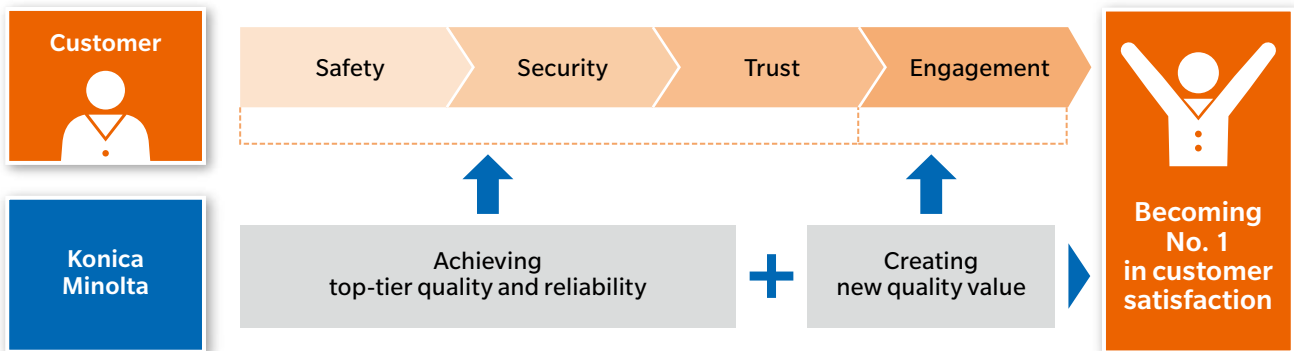 Customer
Safety
Security
Trust
Engagement
Konica
Minolta
Achieving
top-tier quality and reliability
+
Creating
new quality value
Becoming
No. 1
in customer
satisfaction